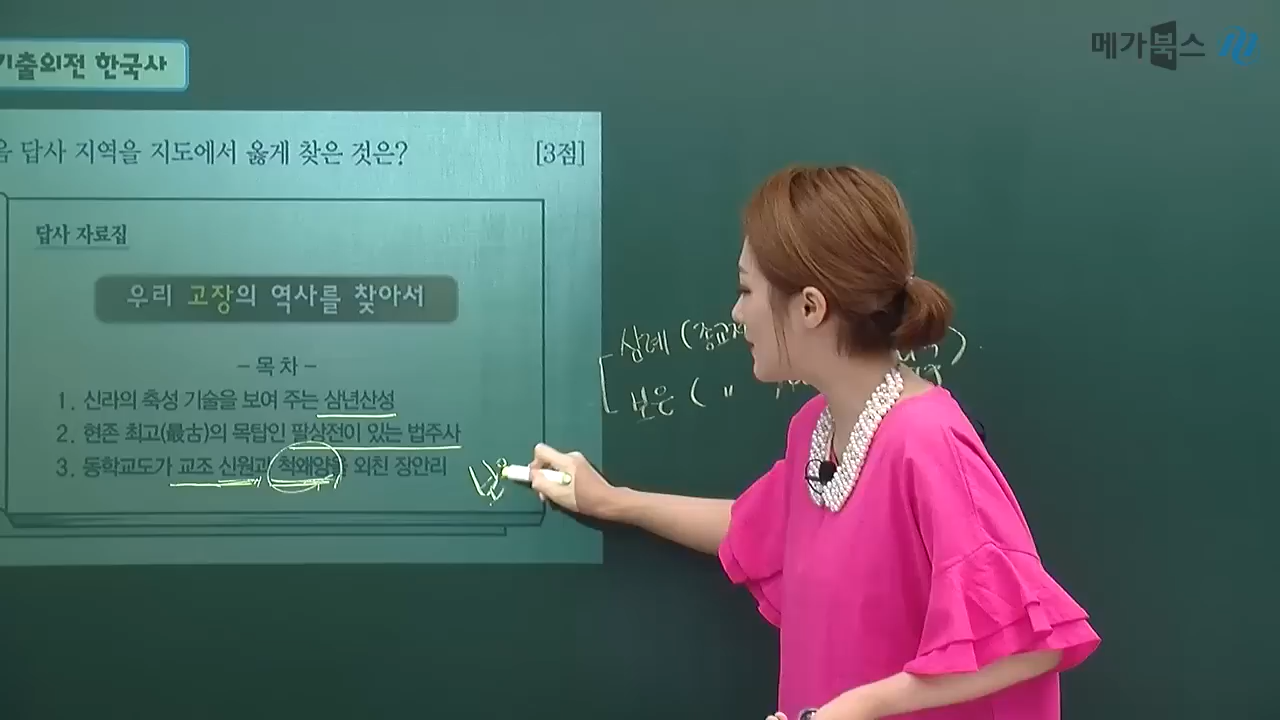 메가북스
기출외전 한국사
답사 지역을 지도에서 옳게 찾은 것은? [3점]
답사 자료집
우리 고장의 역사를 찾아서
- 목차 -
1. 신라의 축성 기술을 보여 주는 삼년산성
2. 현존 최고(最古)의 목탑인 팔상전이 있는 법주사
3. 동학교도가 교조 신원과 척왜양을 외친 장안리
삼례 (종교적
보은 ( 〃